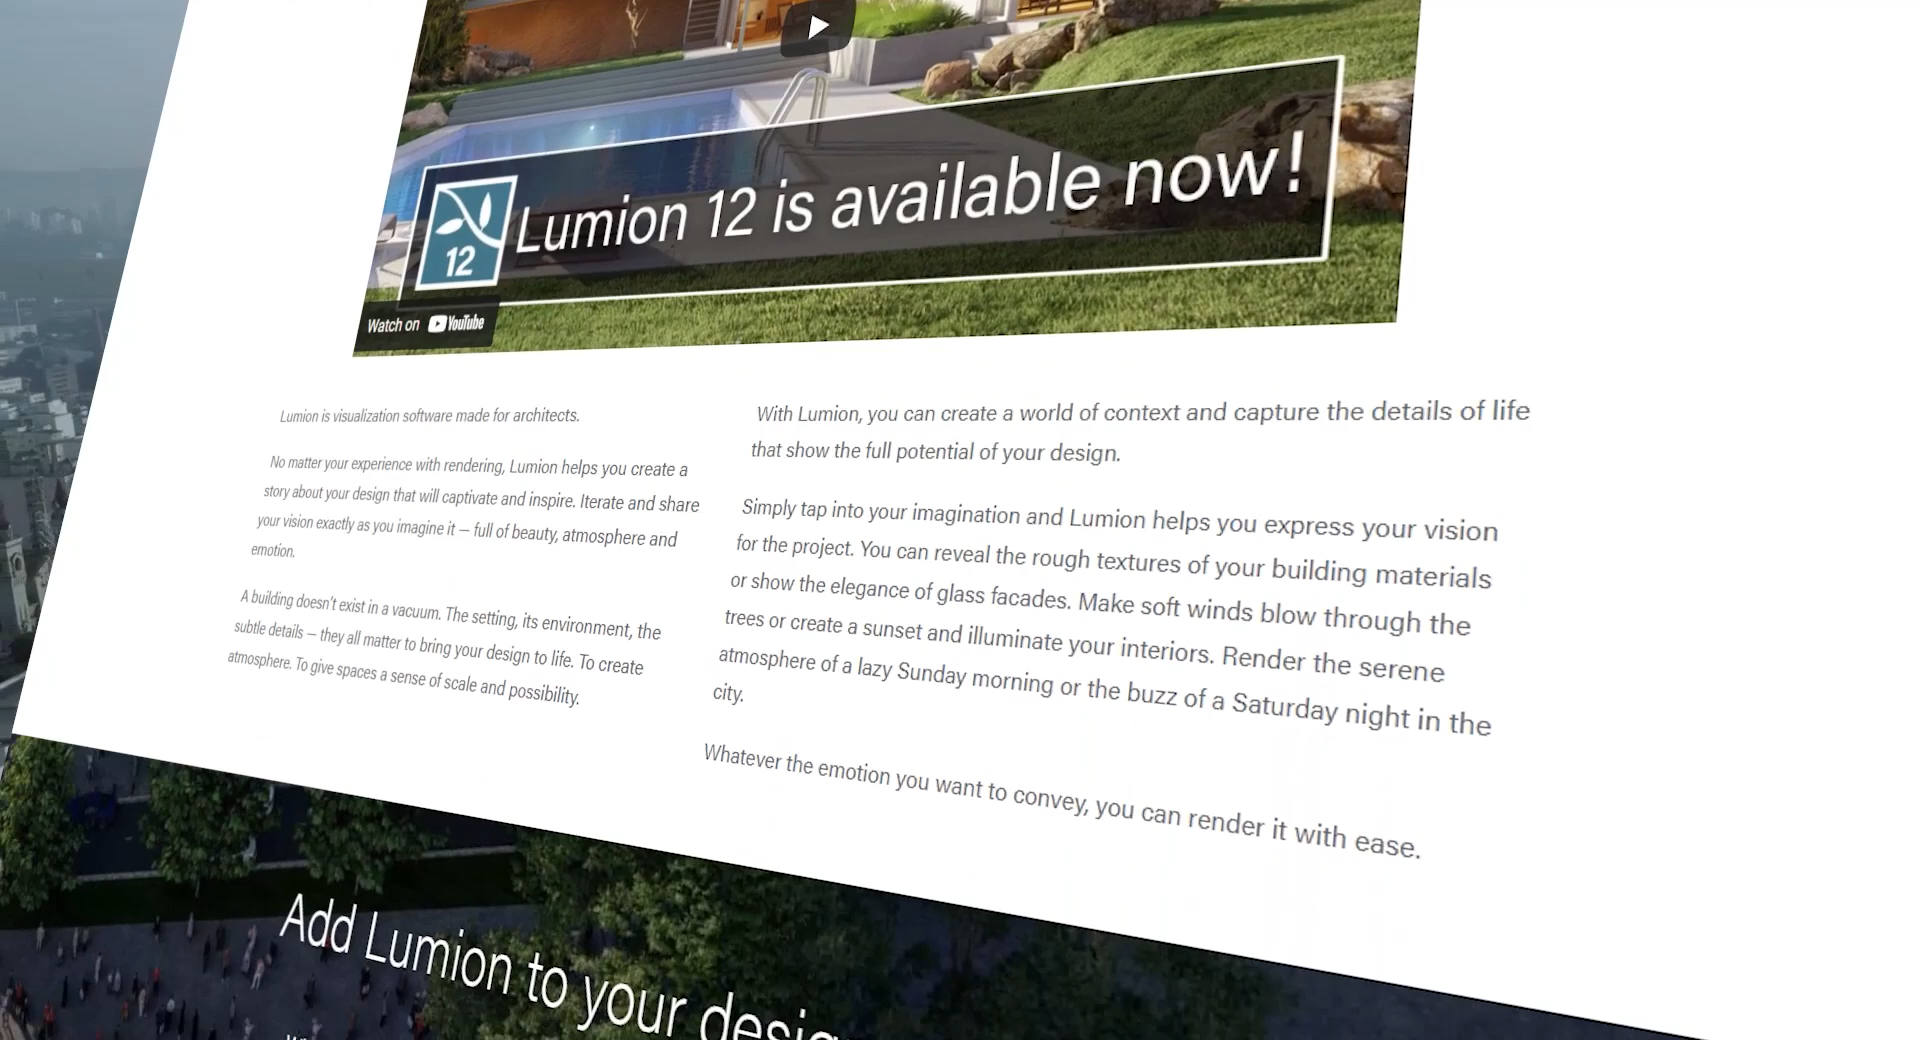 12
Lumion 12 is available now!
Watch on YouTube
Lumion is visualization software made for architects.
No matter your experience with rendering, Lumion helps you create a
story about your design that will captivate and inspire. Iterate and share
your vision exactly as you imagine it — full of beauty, atmosphere and
emotion.
A building doesn't exist in a vacuum. The setting, its environment, the
subtle details — they all matter to bring your design to life. To create
atmosphere. To give spaces a sense of scale and possibility.
With Lumion, you can create a world of context and capture the details of life
that show the full potential of your design.
Simply tap into your imagination and Lumion helps you express your vision
for the project. You can reveal the rough textures of your building materials
or show the elegance of glass facades. Make soft winds blow through the
trees or create a sunset and illuminate your interiors. Render the serene
atmosphere of a lazy Sunday morning or the buzz of a Saturday night in the
city.
Whatever the emotion you want to convey, you can render it with ease.
Add Lumion to your